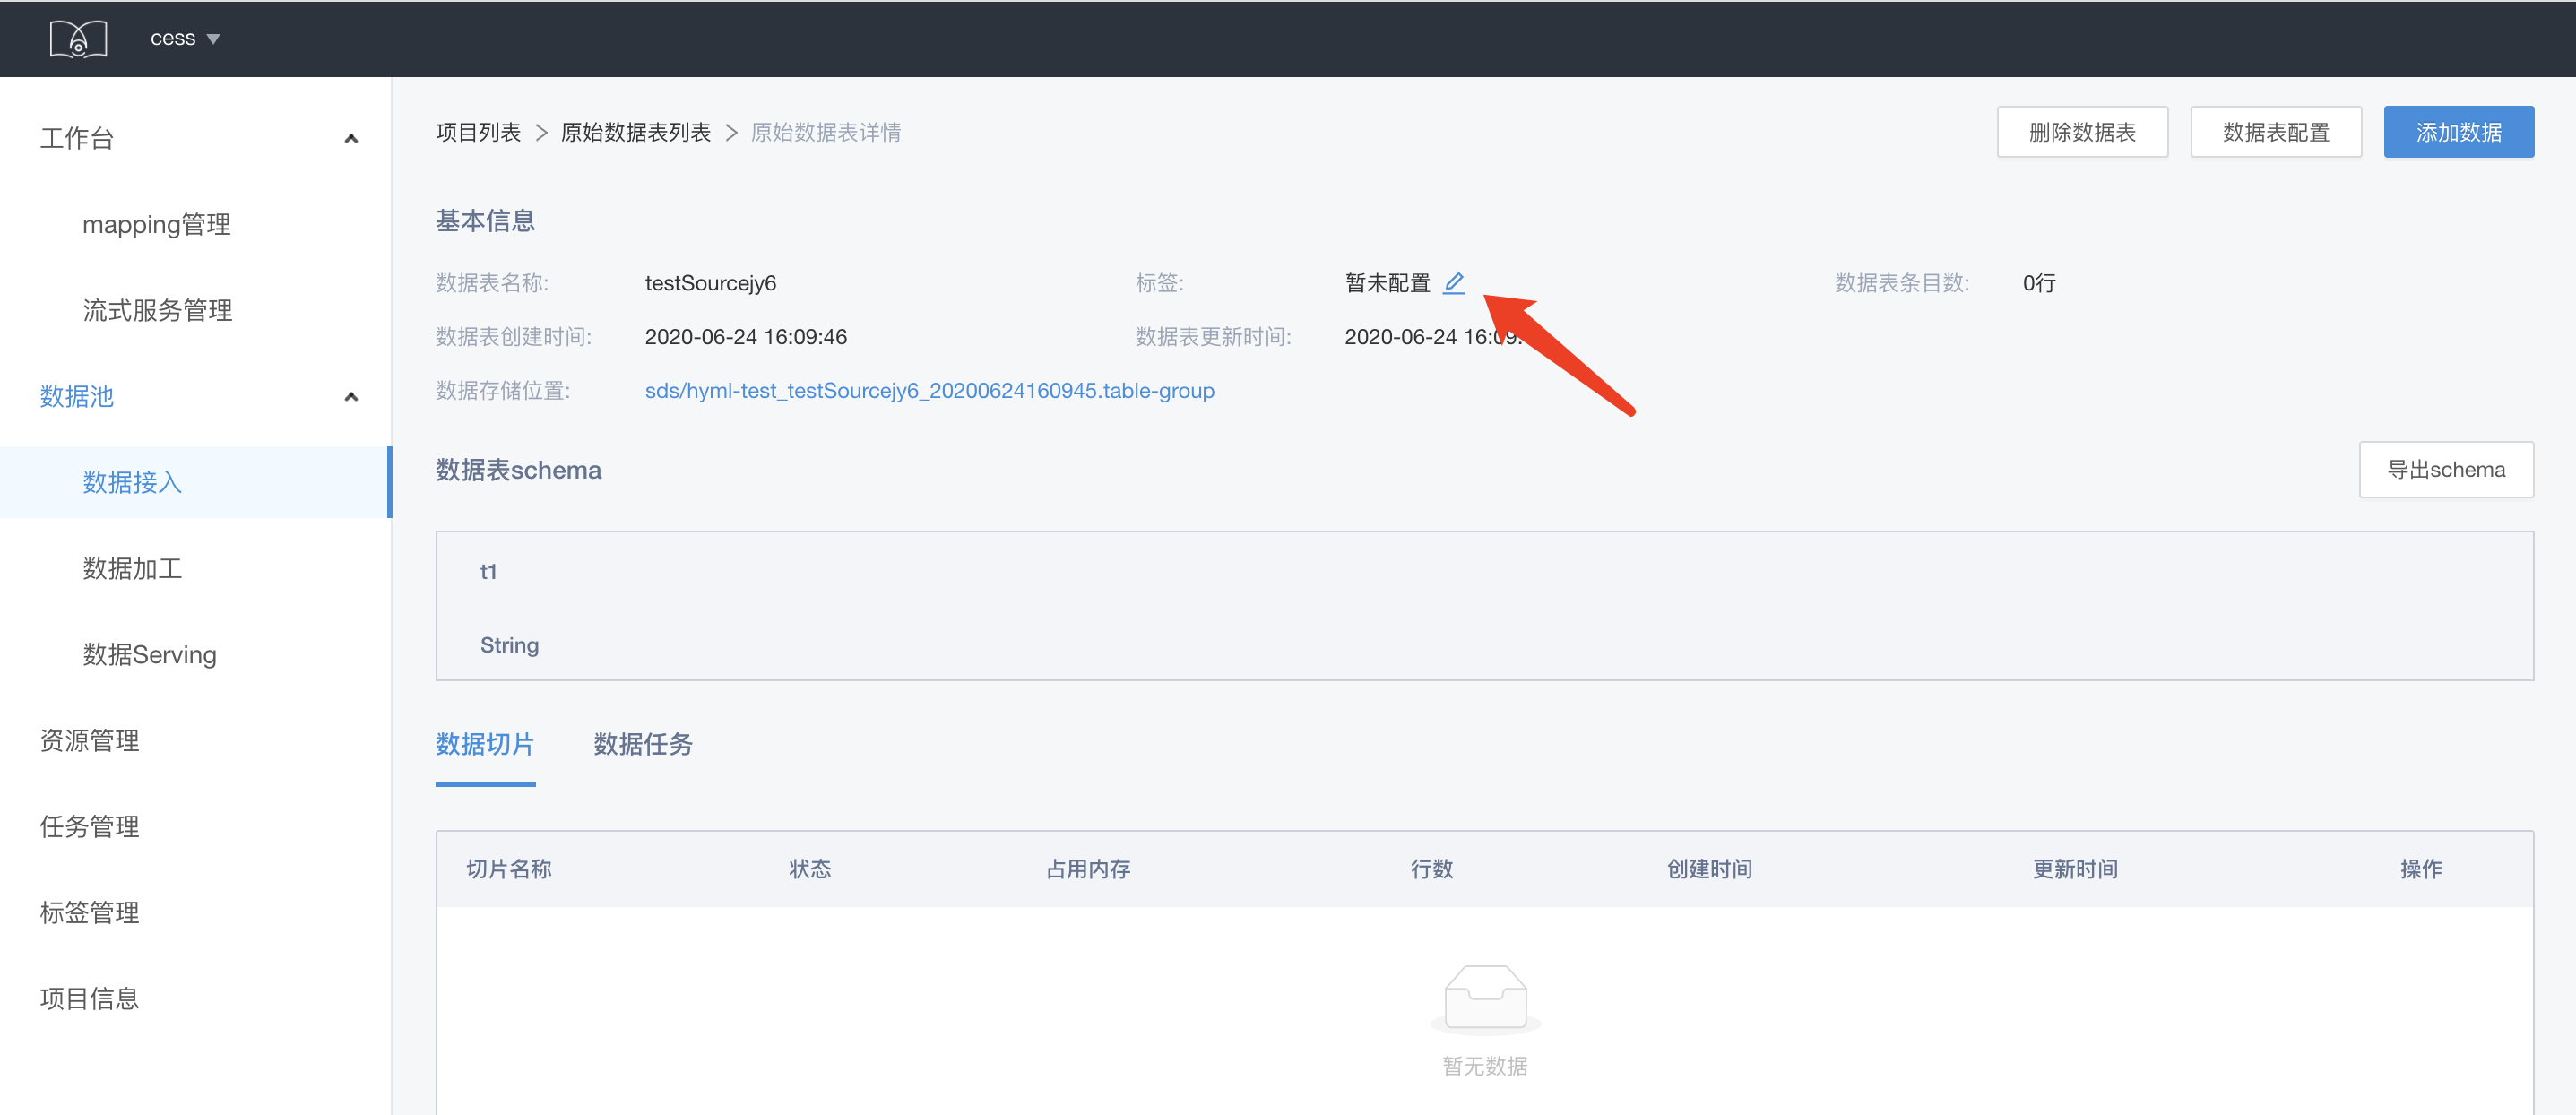 cess
工作台
mapping管理
流式服务管理
数据池
数据接入
数据加工
数据Serving
资源管理
任务管理
标签管理
项目信息
项目列表 > 原始数据表列表 > 原始数据表详情
删除数据表
数据表配置
添加数据
基本信息
数据表名称: testSourcejy6
标签: 暂未配置
数据表条目数: 0行
数据表创建时间: 2020-06-24 16:09:46
数据表更新时间: 2020-06-24 16:09:
数据存储位置: sds/hyml-test_testSourcejy6_20200624160945.table-group
数据表schema
导出schema
t1
String
数据切片 数据任务
切片名称 状态 占用内存 行数 创建时间 更新时间 操作
暂无数据